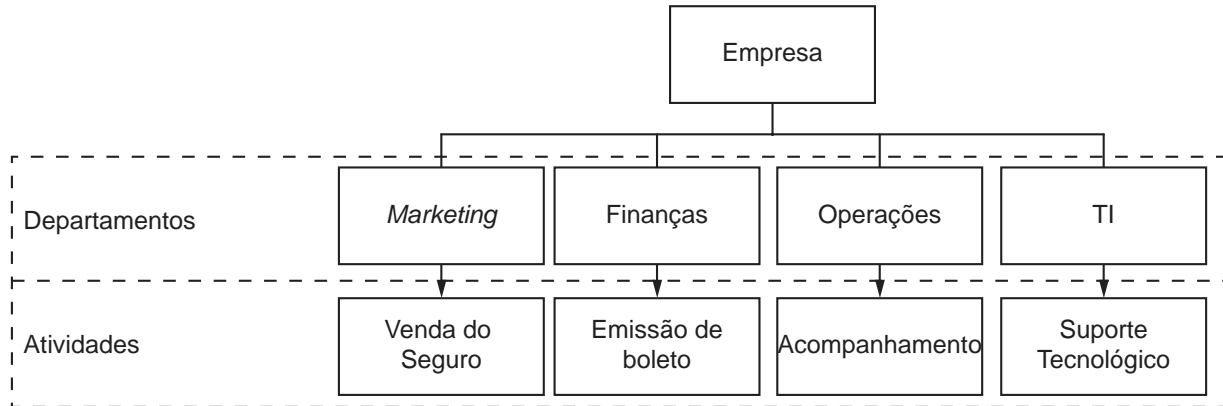 Empresa
Departamentos
Marketing
Finanças
Operações
TI
Atividades
Venda do
Seguro
Emissão de
boleto
Acompanhamento
Suporte
Tecnológico